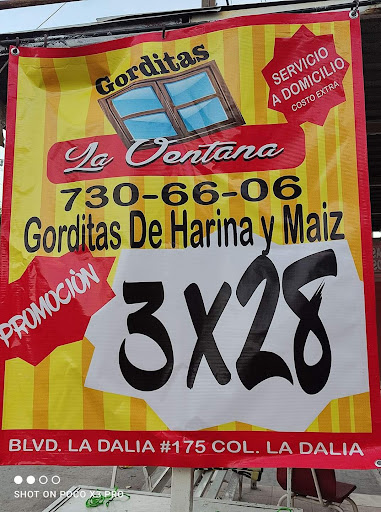 Gorditas
SERVICIO
A DOMICILIO
COSTO EXTRA
La Ventana
730-66-06
Gorditas De Harina y Maiz
PROMOCIÓN
3X28
BLVD. LA DALIA #175 COL. LA DALIA
SHOT ON POCO X3 PRO